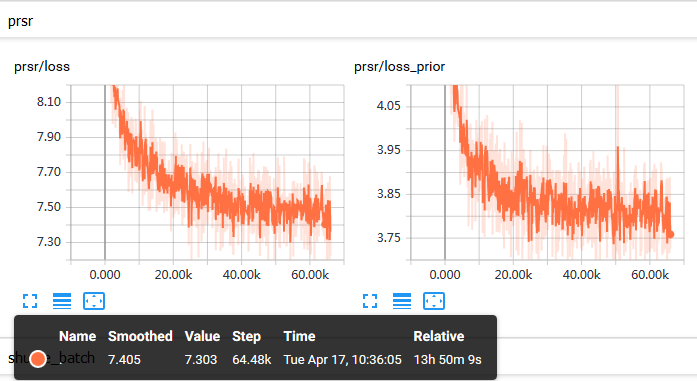 prsr
prsr/loss
prsr/loss_prior
8.10
7.90
7.70
7.50
7.30
0.000 20.00k 40.00k 60.00k
4.05
3.95
3.85
3.75
0.000 20.00k 40.00k 60.00k
Name Smoothed Value Step Time Relative
. 7.405 7.303 64.48k Tue Apr 17, 10:36:05 13h 50m 9s
shuffle_batch